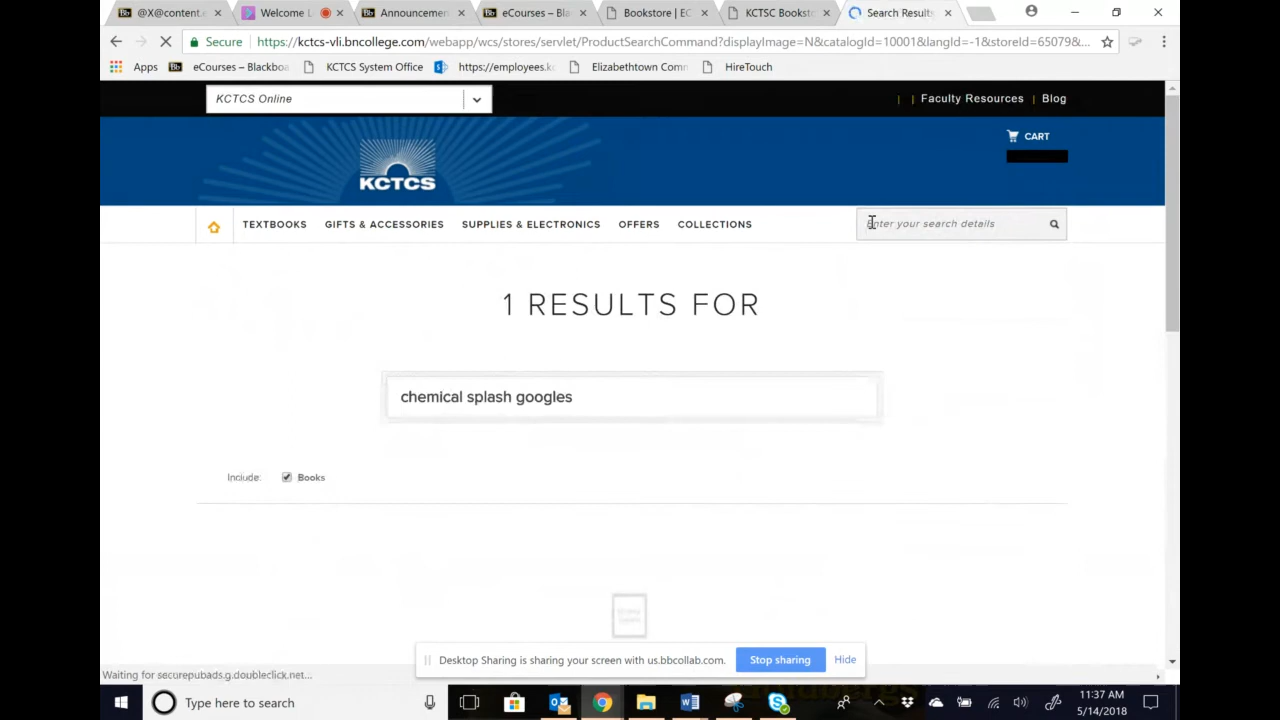 @X@content.e
Welcome L
Announcemen
eCourses – Bla
Bookstore | EC
KCTSC Bookst
Search Results
Secure
https://kctcs-vli.bncollege.com/webapp/wcs/stores/servlet/ProductSearchCommand?displayImage=N&catalogId=10001&langId=-1&storeId=65079&...
Apps
eCourses – Blackboa
KCTCS System Office
https://employees.kc
Elizabethtown Comm
HireTouch
KCTCS Online
| | Faculty Resources | Blog
KCTCS
CART
TEXTBOOKS
GIFTS & ACCESSORIES
SUPPLIES & ELECTRONICS
OFFERS
COLLECTIONS
Enter your search details
1 RESULTS FOR
chemical splash googles
Include:
Books
Desktop Sharing is sharing your screen with us.bbcollab.com.
Stop sharing
Hide
Waiting for securepubads.g.doubleclick.net...
Type here to search
11:37 AM
5/14/2018